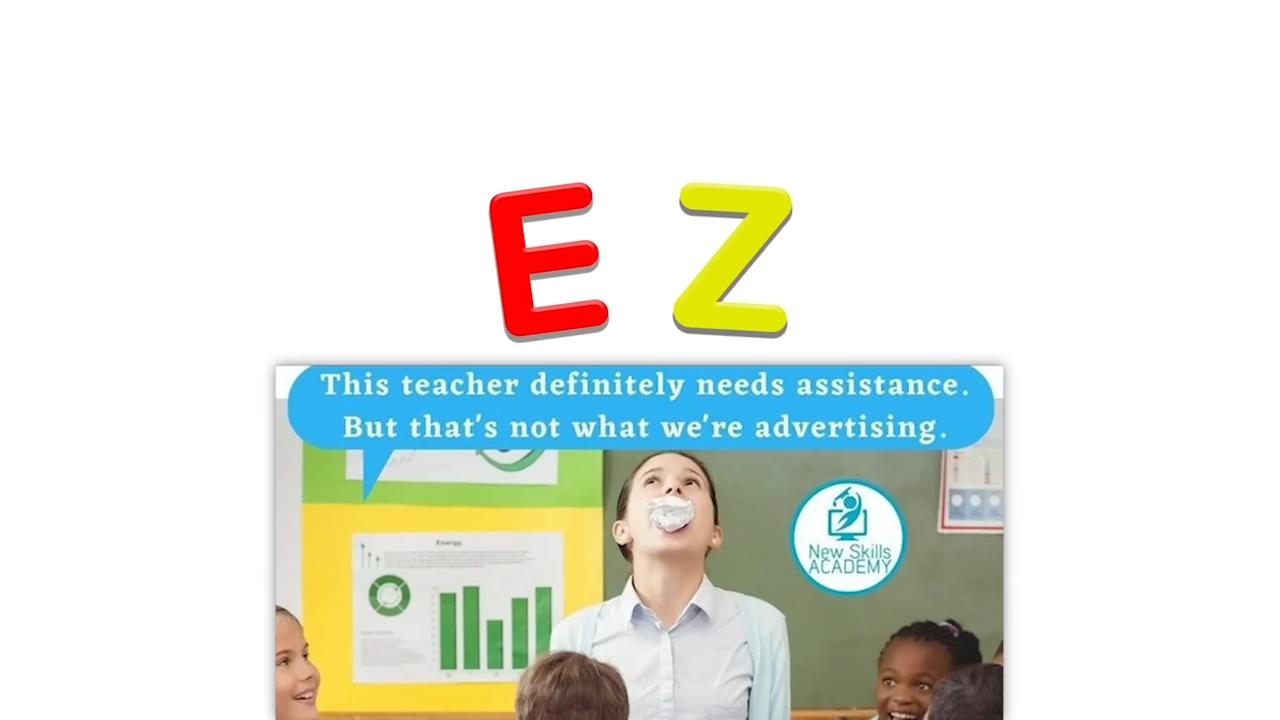 E Z
This teacher definitely needs assistance.
But that's not what we're advertising.
Energy
New Skills
ACADEMY